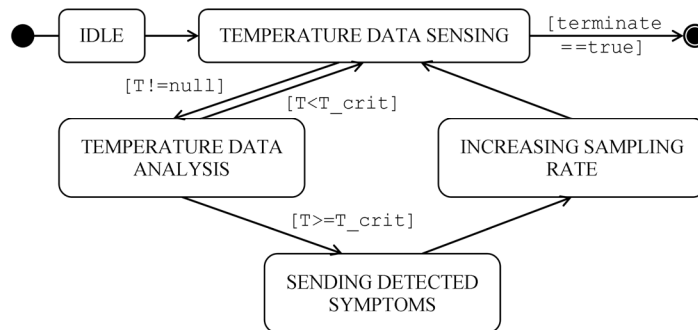 IDLE
TEMPERATURE DATA SENSING
[terminate
==true]
[T!=null]
[T<T_crit]
TEMPERATURE DATA
ANALYSIS
INCREASING SAMPLING
RATE
[T>=T_crit]
SENDING DETECTED
SYMPTOMS